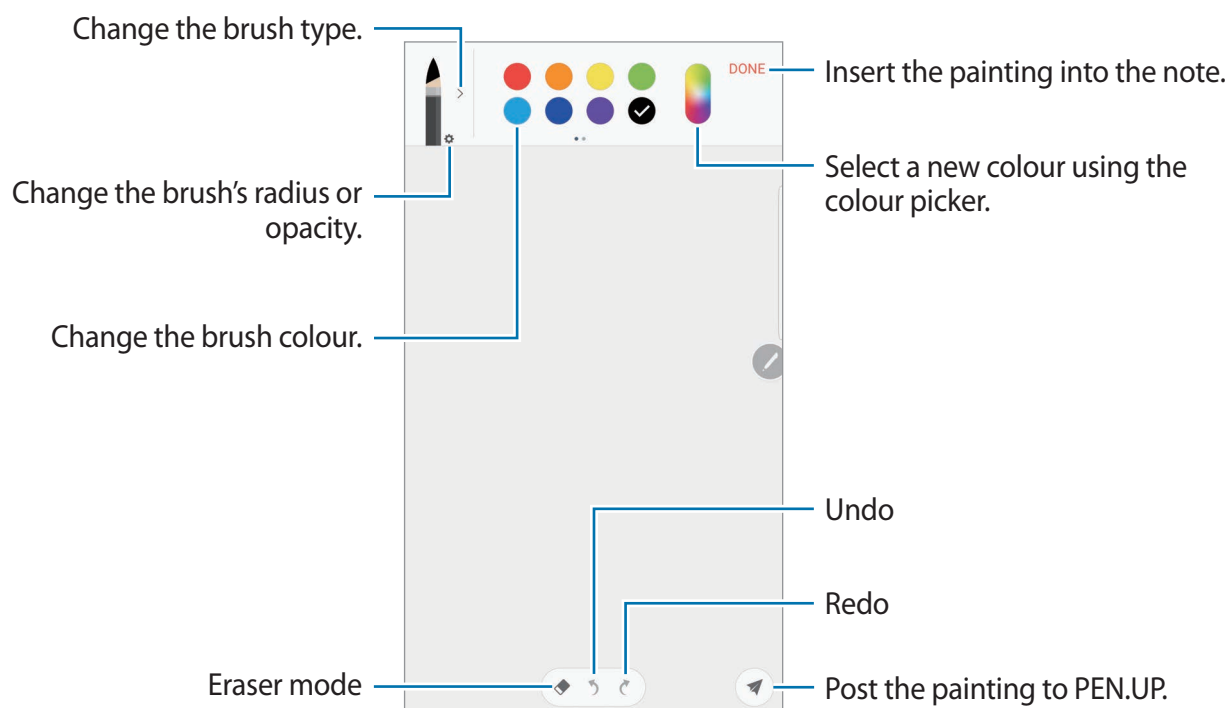 Change the brush type.
DONE
Insert the painting into the note.
Select a new colour using the
colour picker.
Change the brush’s radius or
opacity.
Change the brush colour.
Undo
Redo
Eraser mode
Post the painting to PEN.UP.